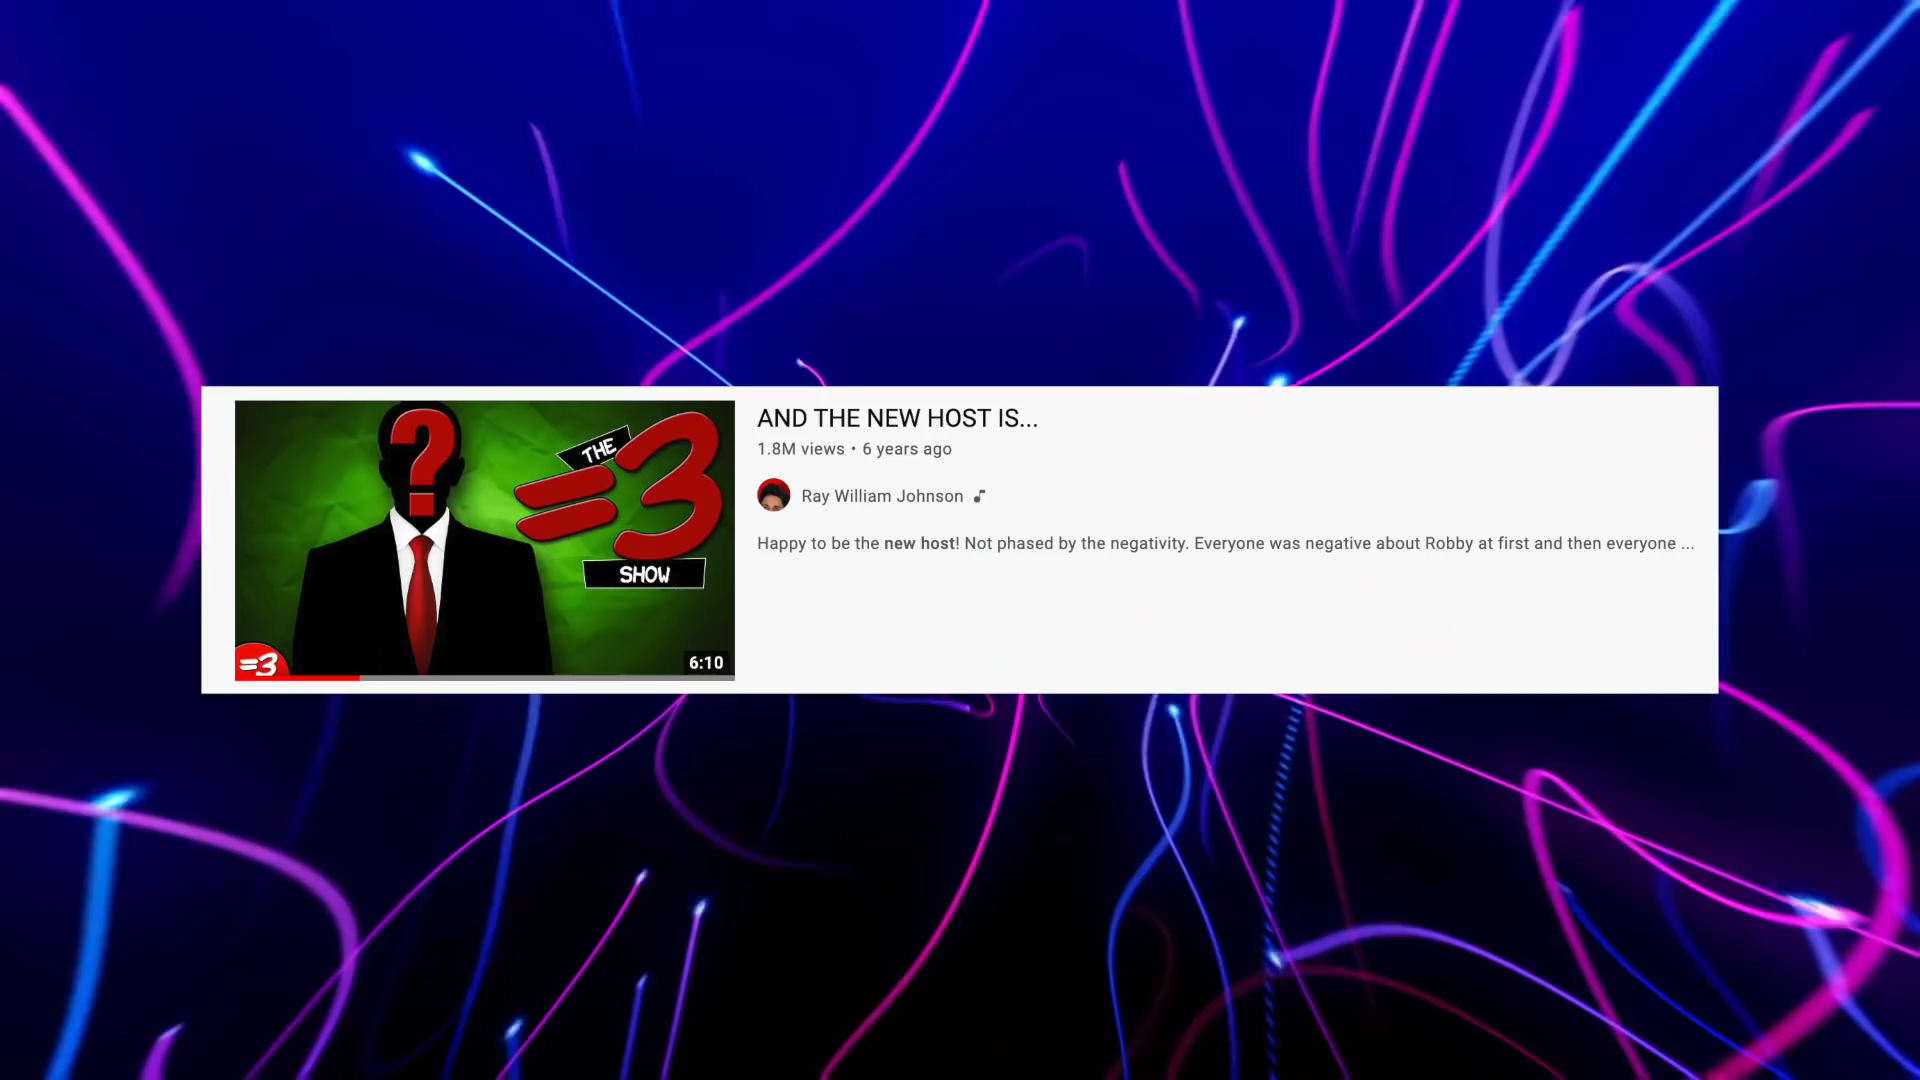 AND THE NEW HOST IS...
1.8M views • 6 years ago
Ray William Johnson
Happy to be the new host! Not phased by the negativity. Everyone was negative about Robby at first and then everyone ...
?
THE
=3
SHOW
=3
6:10